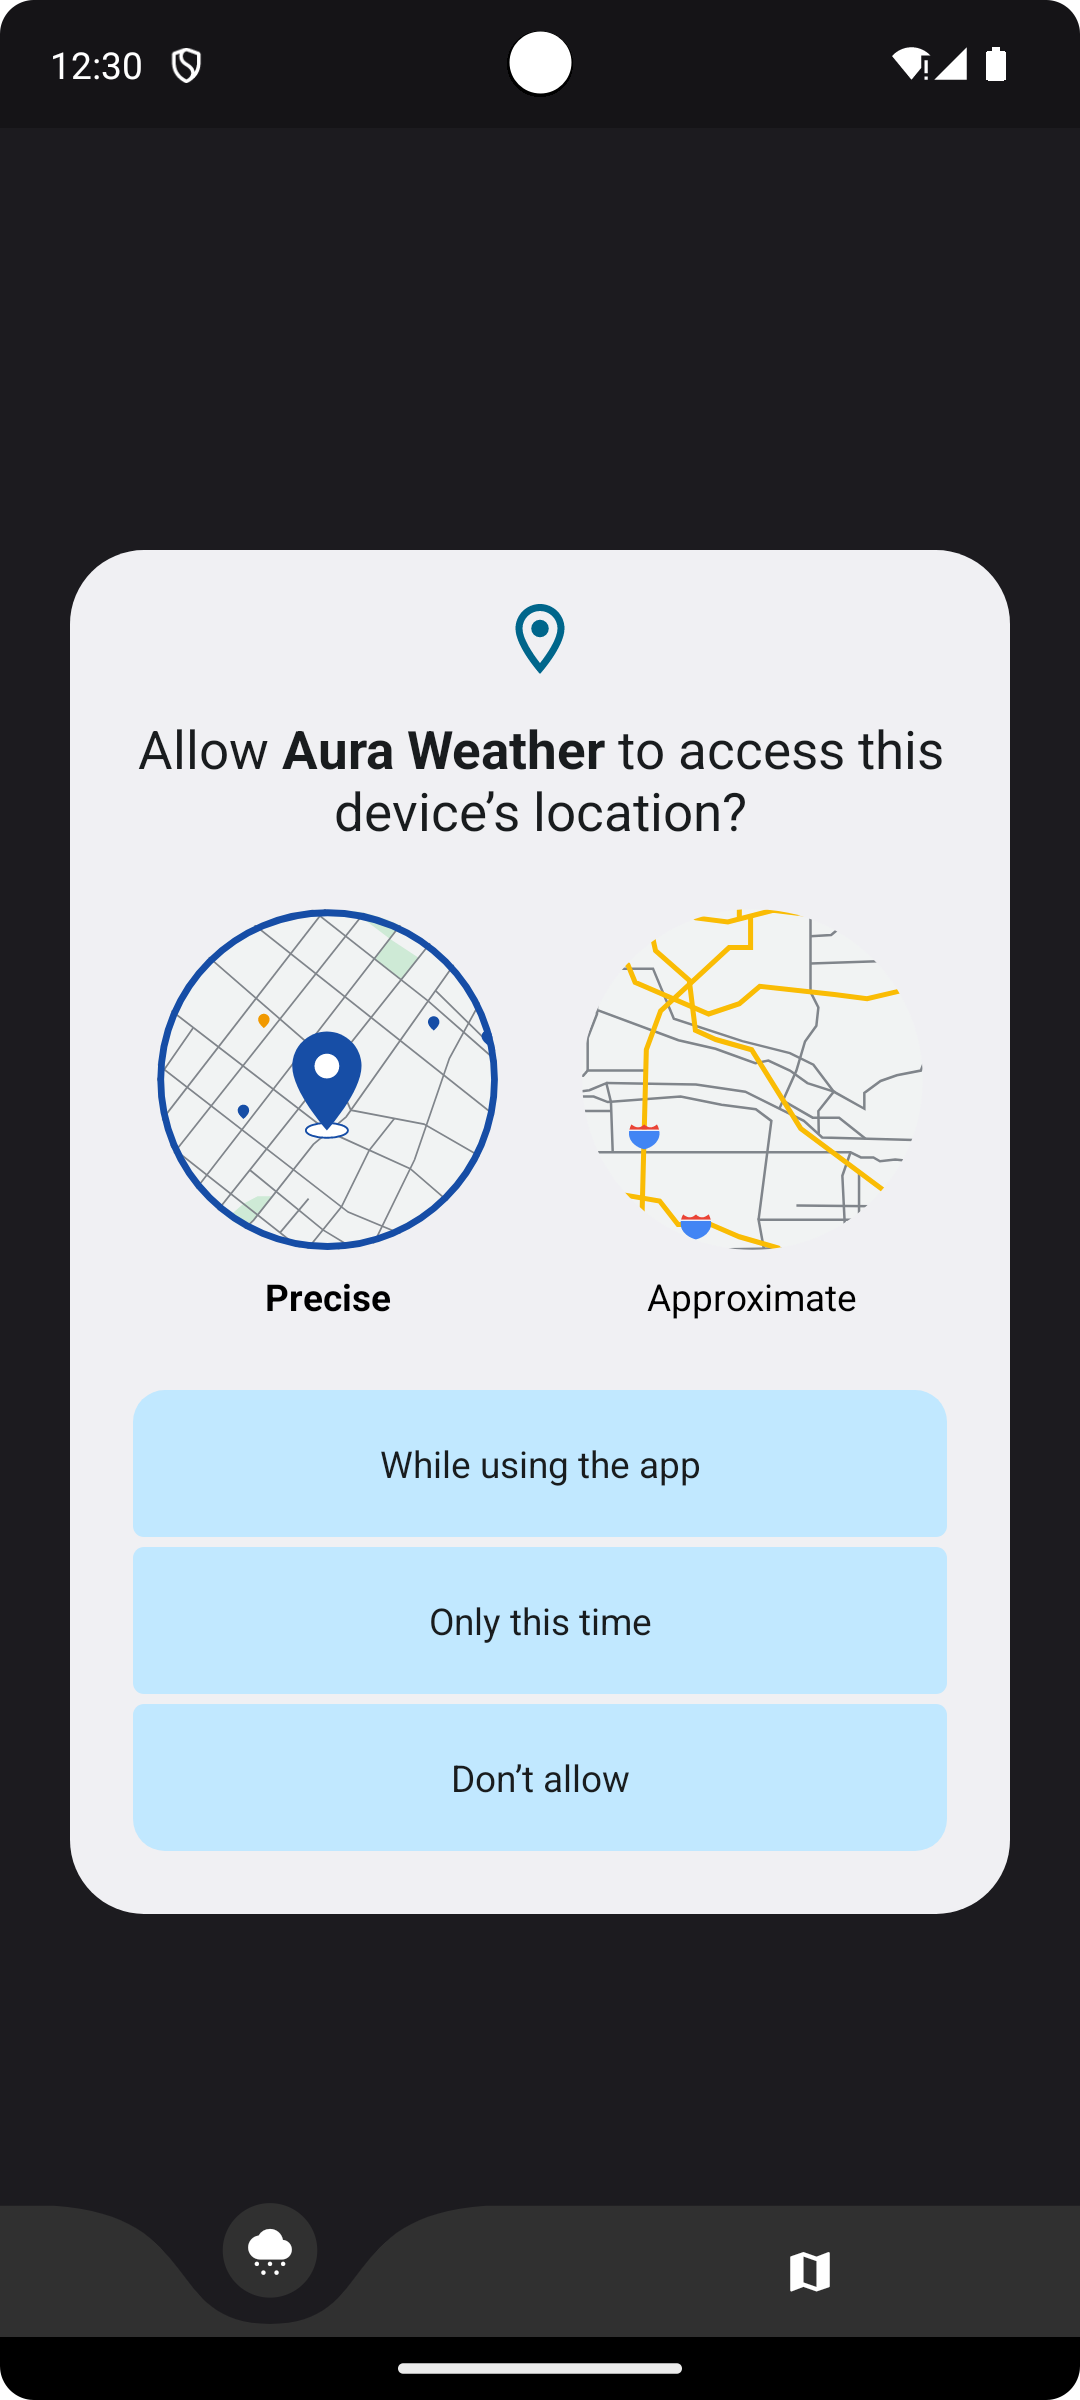 12:30
Allow Aura Weather to access this
device’s location?
Precise
Approximate
While using the app
Only this time
Don’t allow